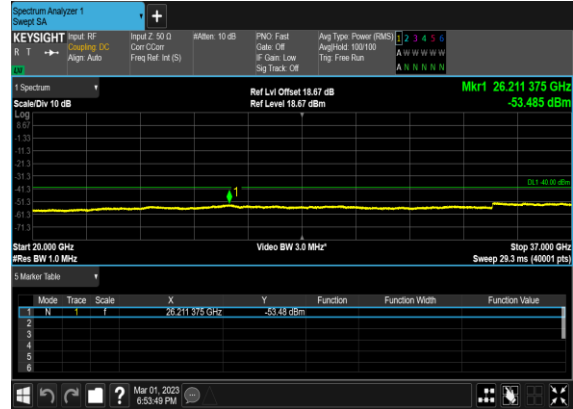 Spectrum Analyzer 1
Swept SA
+
KEYSIGHT Input: RF Input Z: 50 Ω #Atten: 10 dB PNO: Fast Avg Type: Power (RMS) 1 2 3 4 5 6
R T Coupling: DC Corr CCorr Gate: Off Avg|Hold: 100/100 A W W W W W
Align: Auto Freq Ref: Int (S) IF Gain: Low Trig: Free Run
LM Sig Track: Off A N N N N N
1 Spectrum Ref Lvl Offset 18.67 dB Mkr1 26.211 375 GHz
Scale/Div 10 dB Ref Level 18.67 dBm -53.485 dBm
Log
8.67
-1.33
-11.3
-21.3
-31.3
DL1 -40.00 dBm
-41.3
1
-51.3
-61.3
-71.3
Start 20.000 GHz Video BW 3.0 MHz* Stop 37.000 GHz
#Res BW 1.0 MHz Sweep 29.3 ms (40001 pts)
5 Marker Table
Mode Trace Scale X Y Function Function Width Function Value
1 N 1 f 26.211 375 GHz -53.48 dBm
2
3
4
5
6
? Mar 01, 2023
6:53:49 PM